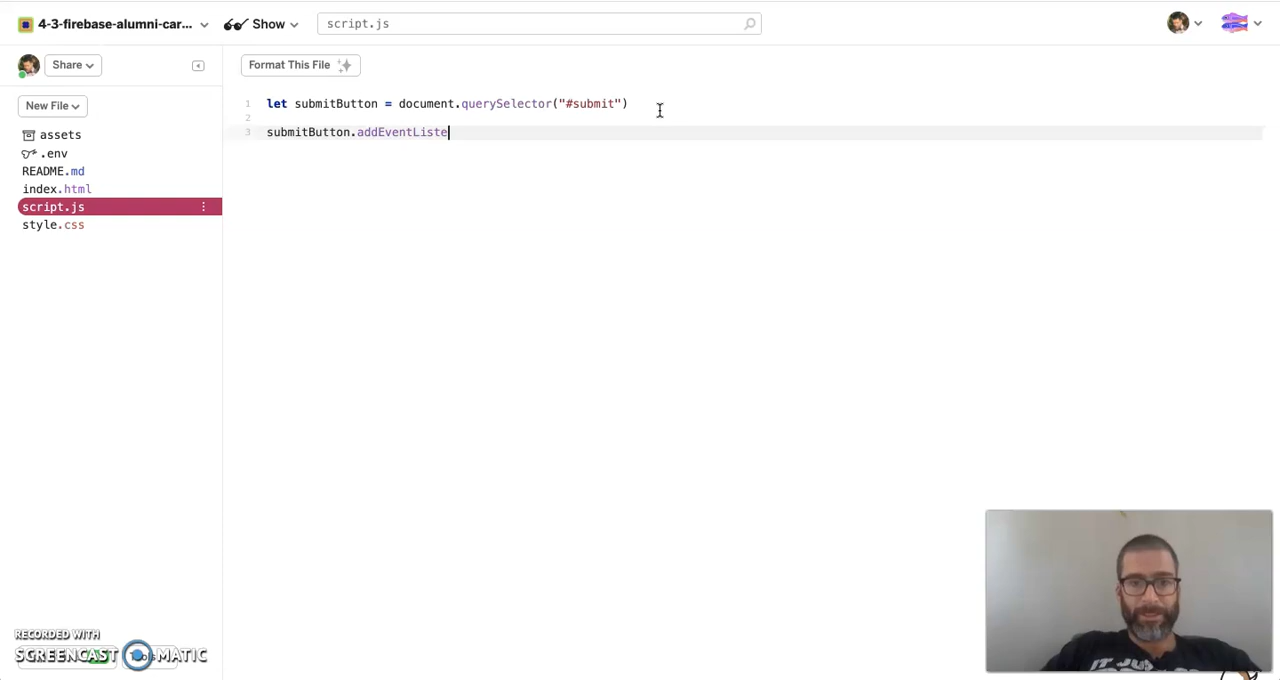 4-3-firebase-alumni-car...
Show
script.js
Share
Format This File
New File
assets
.env
README.md
index.html
script.js
style.css
1 let submitButton = document.querySelector("#submit")
2
3 submitButton.addEventListe
RECORDED WITH
SCREENCAST MATIC
IT JUST